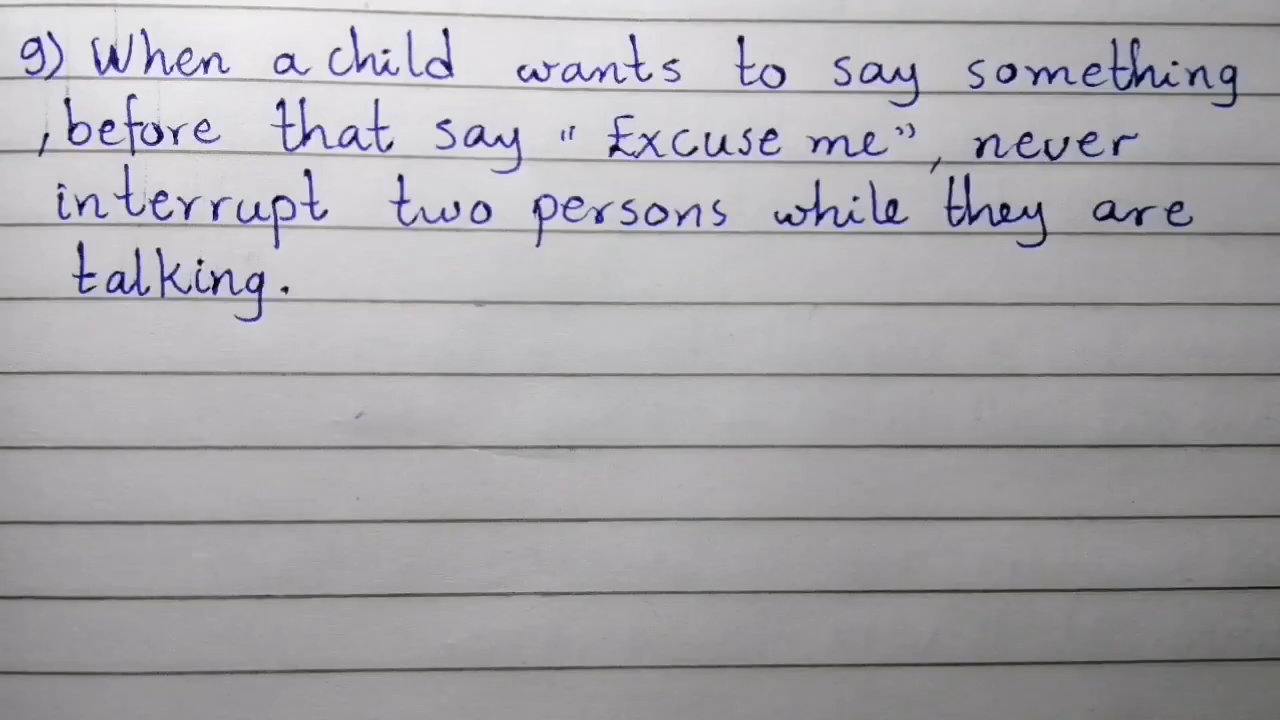 9) When a child wants to say something
, before that say "Excuse me", never
interrupt two persons while they are
talking.